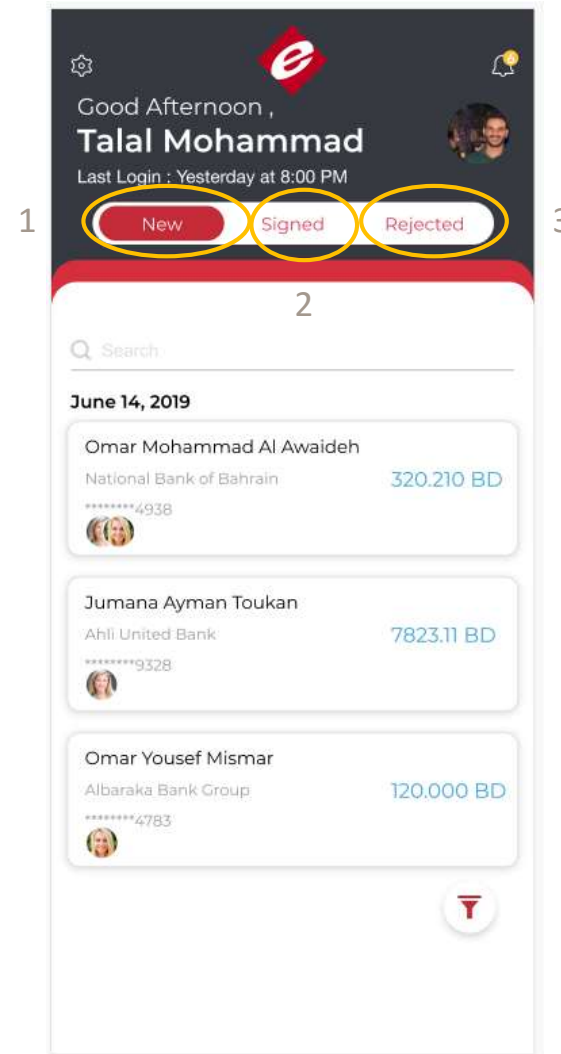 e
6
Good Afternoon ,
Talal Mohammad
Last Login : Yesterday at 8:00 PM
1
New
Signed
Rejected
3
2
Search
June 14, 2019
Omar Mohammad Al Awaideh
National Bank of Bahrain
320.210 BD
********4938
Jumana Ayman Toukan
Ahli United Bank
7823.11 BD
********9328
Omar Yousef Mismar
Albaraka Bank Group
120.000 BD
********4783